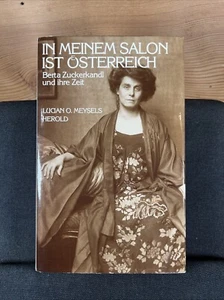 IN MEINEM SALON
IST ÖSTERREICH
Berta Zuckerkandl
und ihre Zeit
LUCIAN O. MEYSELS
HEROLD